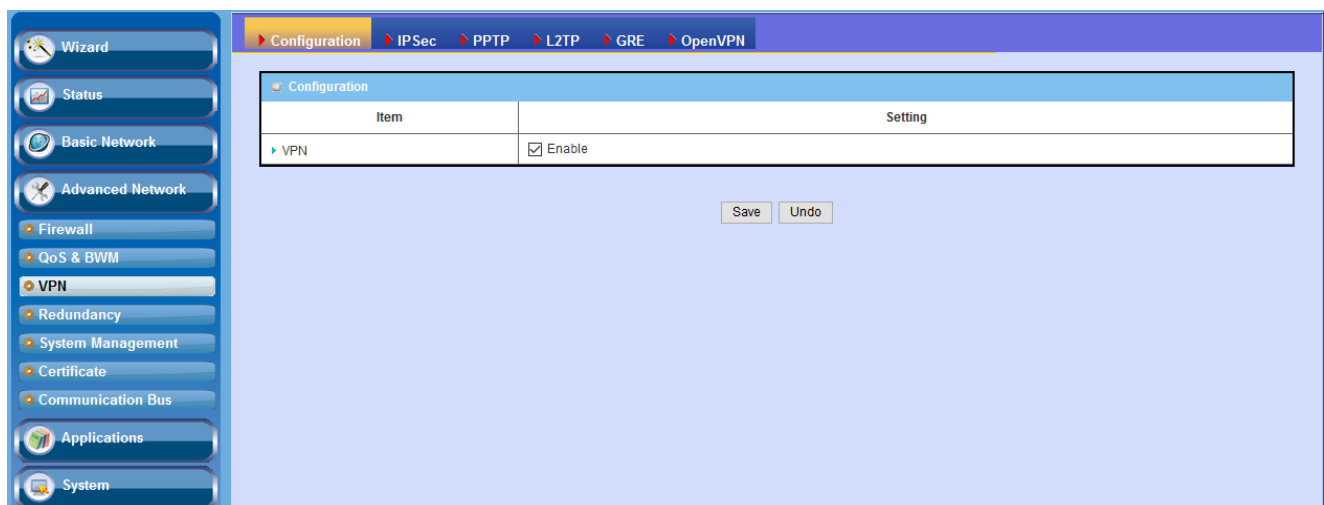 Wizard
Status
Basic Network
Advanced Network
Firewall
QoS & BWM
VPN
Redundancy
System Management
Certificate
Communication Bus
Applications
System
Configuration IPSec PPTP L2TP GRE OpenVPN
Configuration
Item Setting
VPN Enable
Save Undo